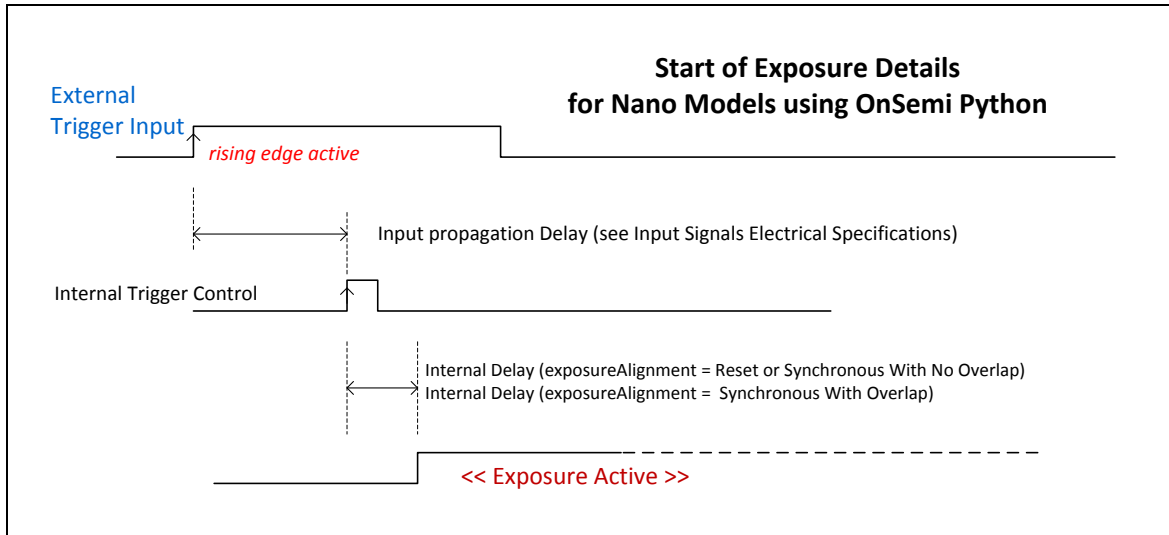 Start of Exposure Details
for Nano Models using OnSemi Python
External
Trigger Input
rising edge active
Input propagation Delay (see Input Signals Electrical Specifications)
Internal Trigger Control
Internal Delay (exposureAlignment = Reset or Synchronous With No Overlap)
Internal Delay (exposureAlignment = Synchronous With Overlap)
<< Exposure Active >>